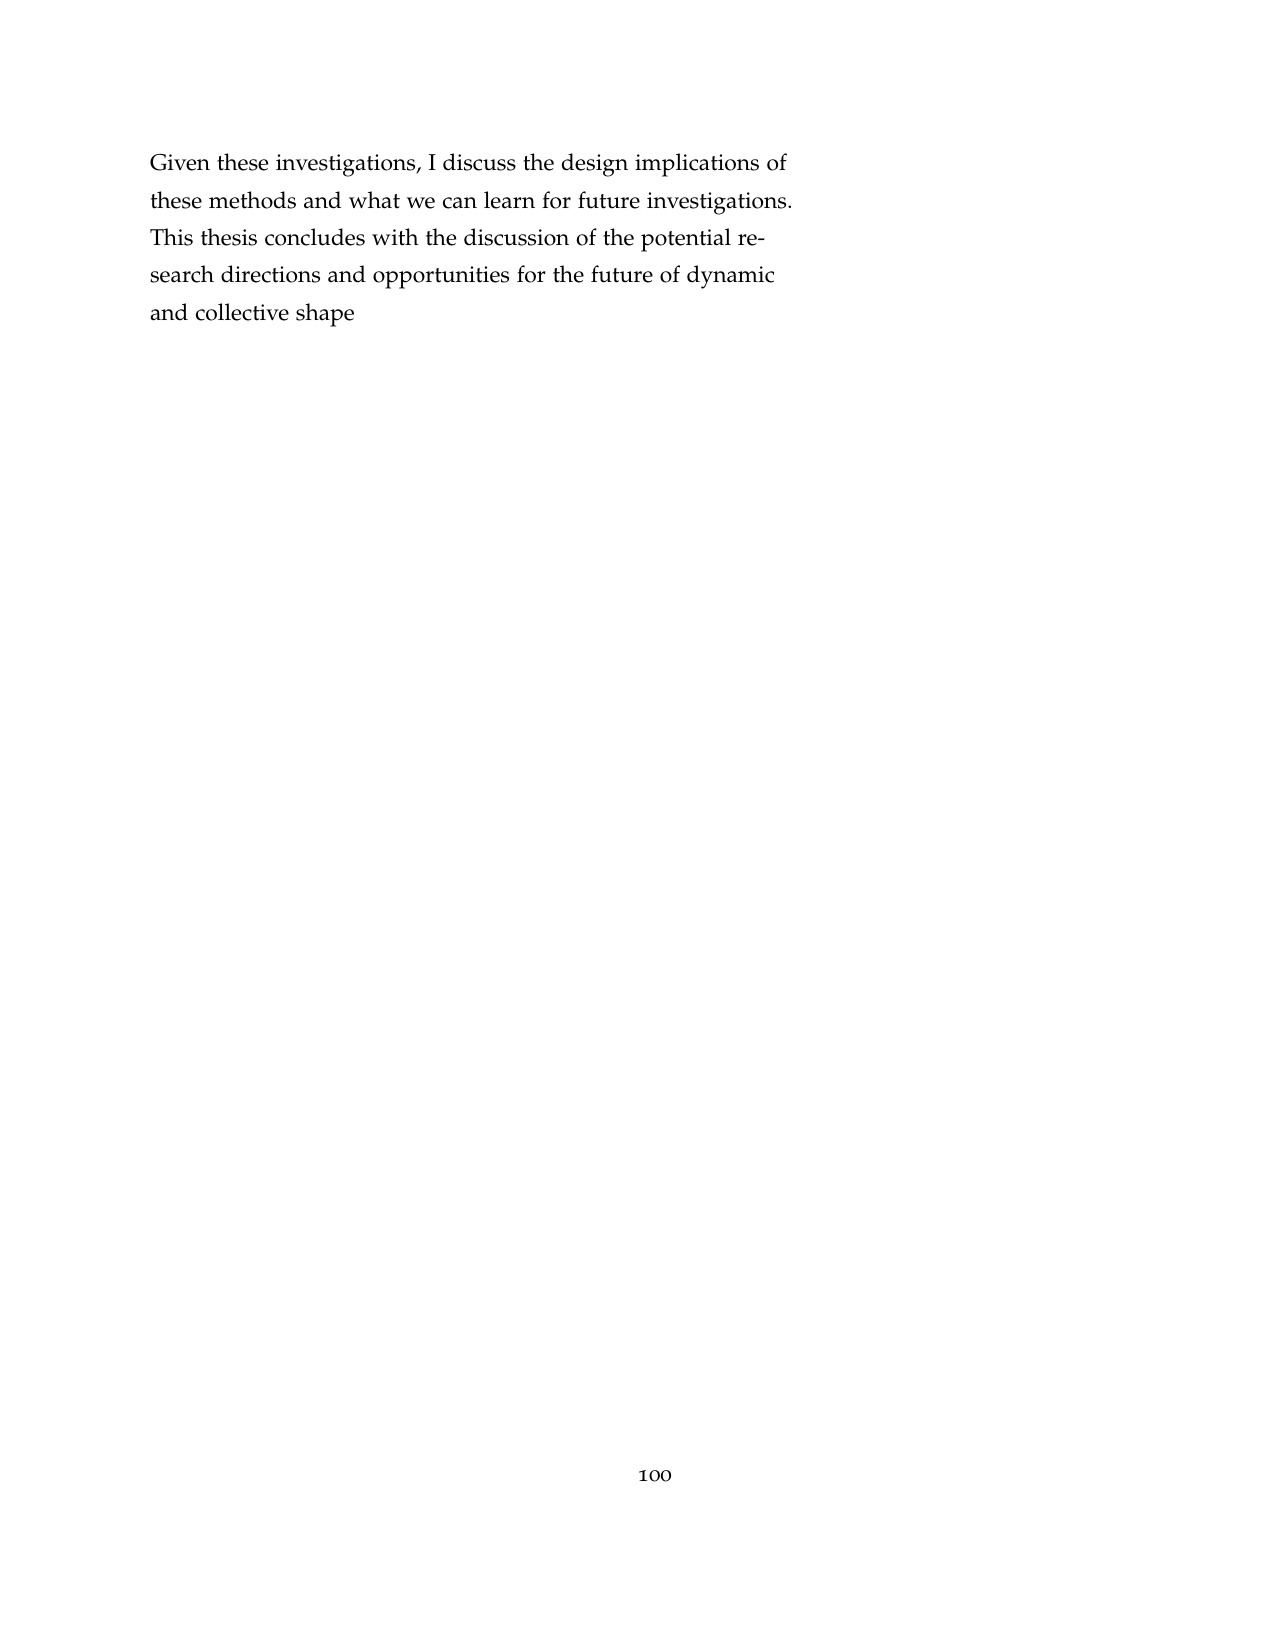 Given these investigations, I discuss the design implications of
these methods and what we can learn for future investigations.
This thesis concludes with the discussion of the potential re-
search directions and opportunities for the future of dynamic
and collective shape
100